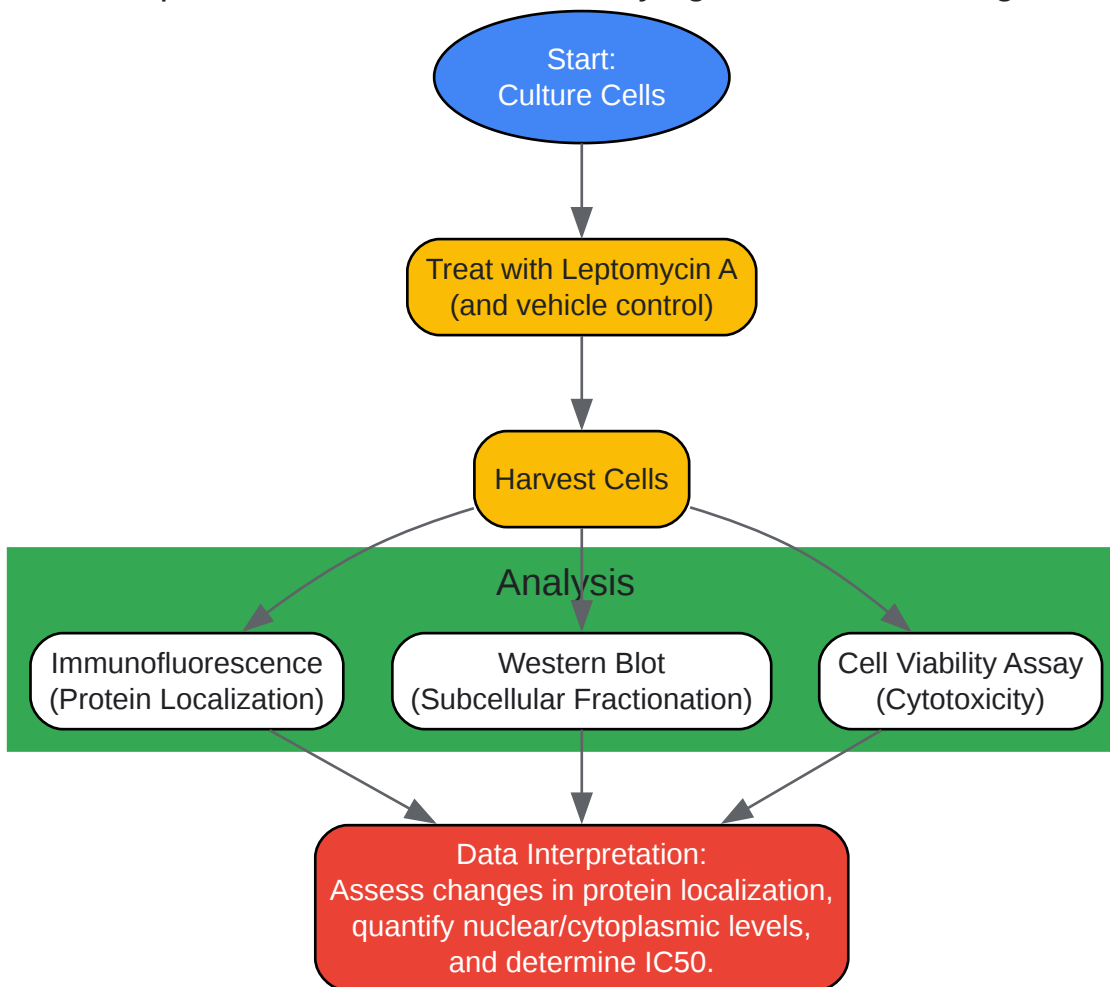 Start:
Culture Cells
Treat with Leptomycin A
(and vehicle control)
Harvest Cells
Analysis
Immunofluorescence
(Protein Localization)
Western Blot
(Subcellular Fractionation)
Cell Viability Assay
(Cytotoxicity)
Data Interpretation:
Assess changes in protein localization,
quantify nuclear/cytoplasmic levels,
and determine IC50.